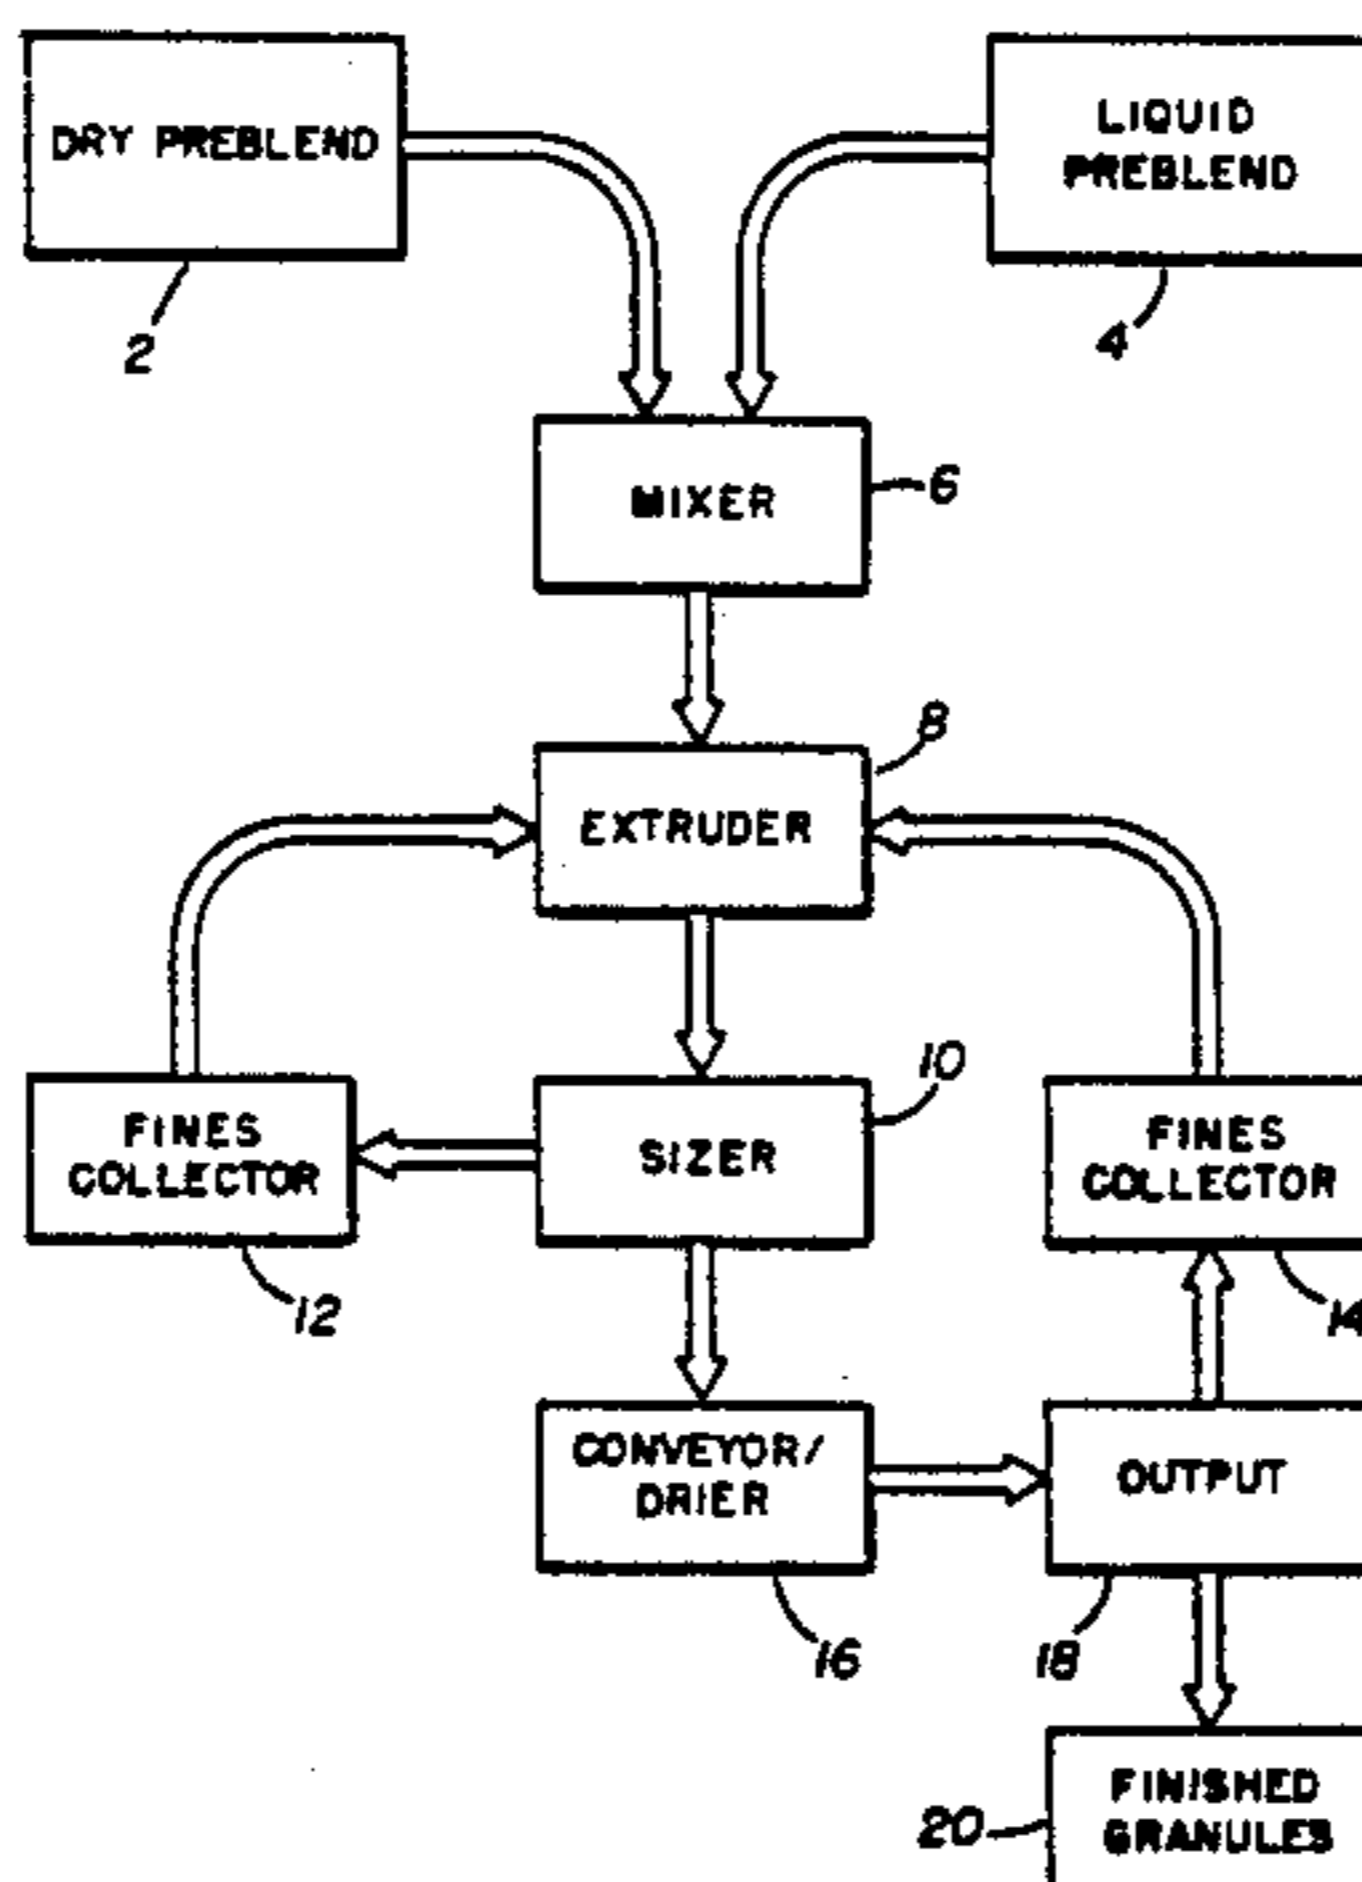 DRY PREBLEND
LIQUID
PREBLEND
2
4
MIXER
6
8
EXTRUDER
10
FINES
COLLECTOR
SIZER
FINES
COLLECTOR
12
14
CONVEYOR/
DRIER
OUTPUT
16
18
FINISHED
GRANULES
20